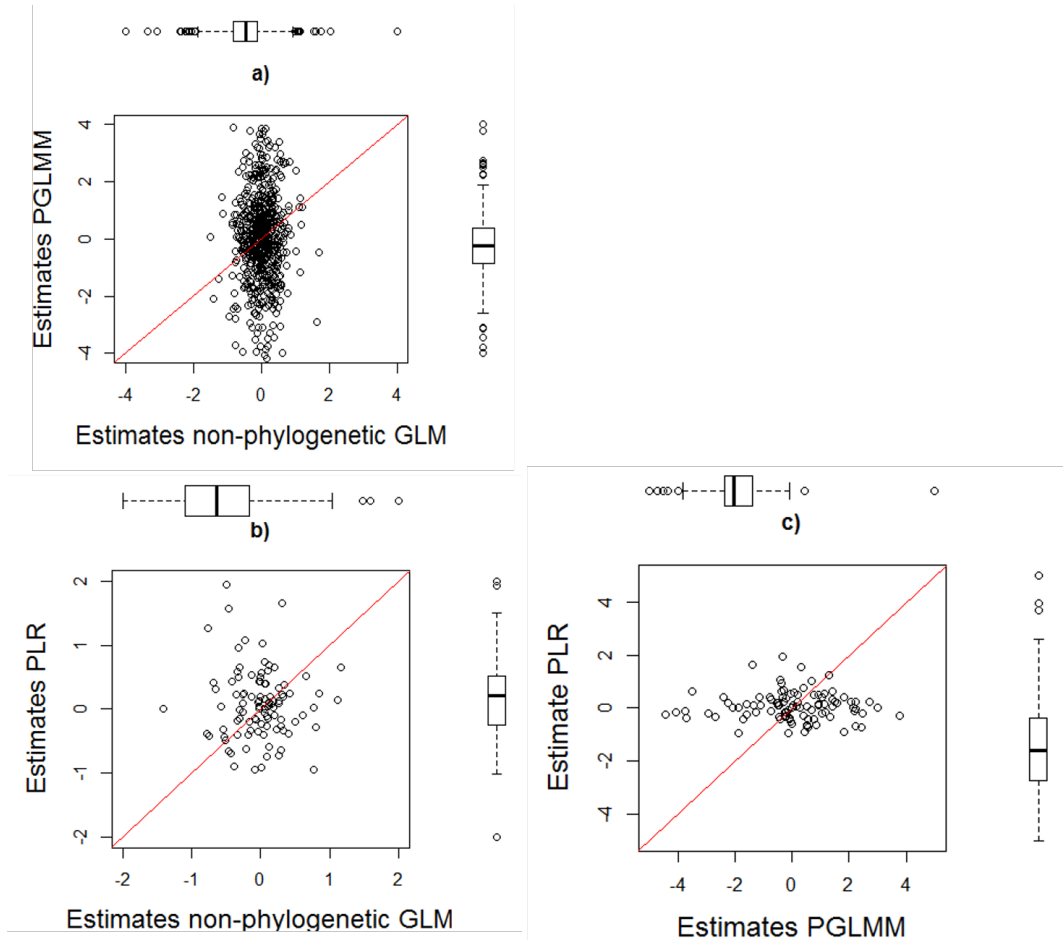 a)
Estimates PGLMM
4
2
0
-2
-4
-4 -2 0 2 4
Estimates non-phylogenetic GLM
b)
Estimates PLR
2
1
0
-1
-2
-2 -1 0 1 2
Estimates non-phylogenetic GLM
c)
Estimate PLR
4
2
0
-2
-4
-4 -2 0 2 4
Estimates PGLMM